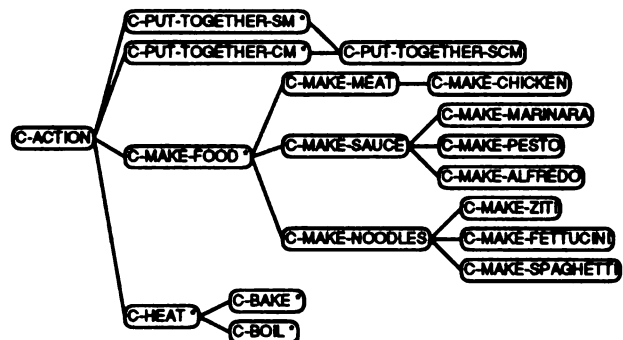 C-PUT-TOGETHER-SM *
C-PUT-TOGETHER-CM * C-PUT-TOGETHER-SCM
C-MAKE-MEAT C-MAKE-CHICKEN
C-MAKE-MARINARA
C-ACTION C-MAKE-FOOD * C-MAKE-SAUCE C-MAKE-PESTO
C-MAKE-ALFREDO
C-MAKE-ZITI
C-MAKE-NOODLES C-MAKE-FETTUCINI
C-MAKE-SPAGHETTI
C-BAKE *
C-HEAT *
C-BOIL *